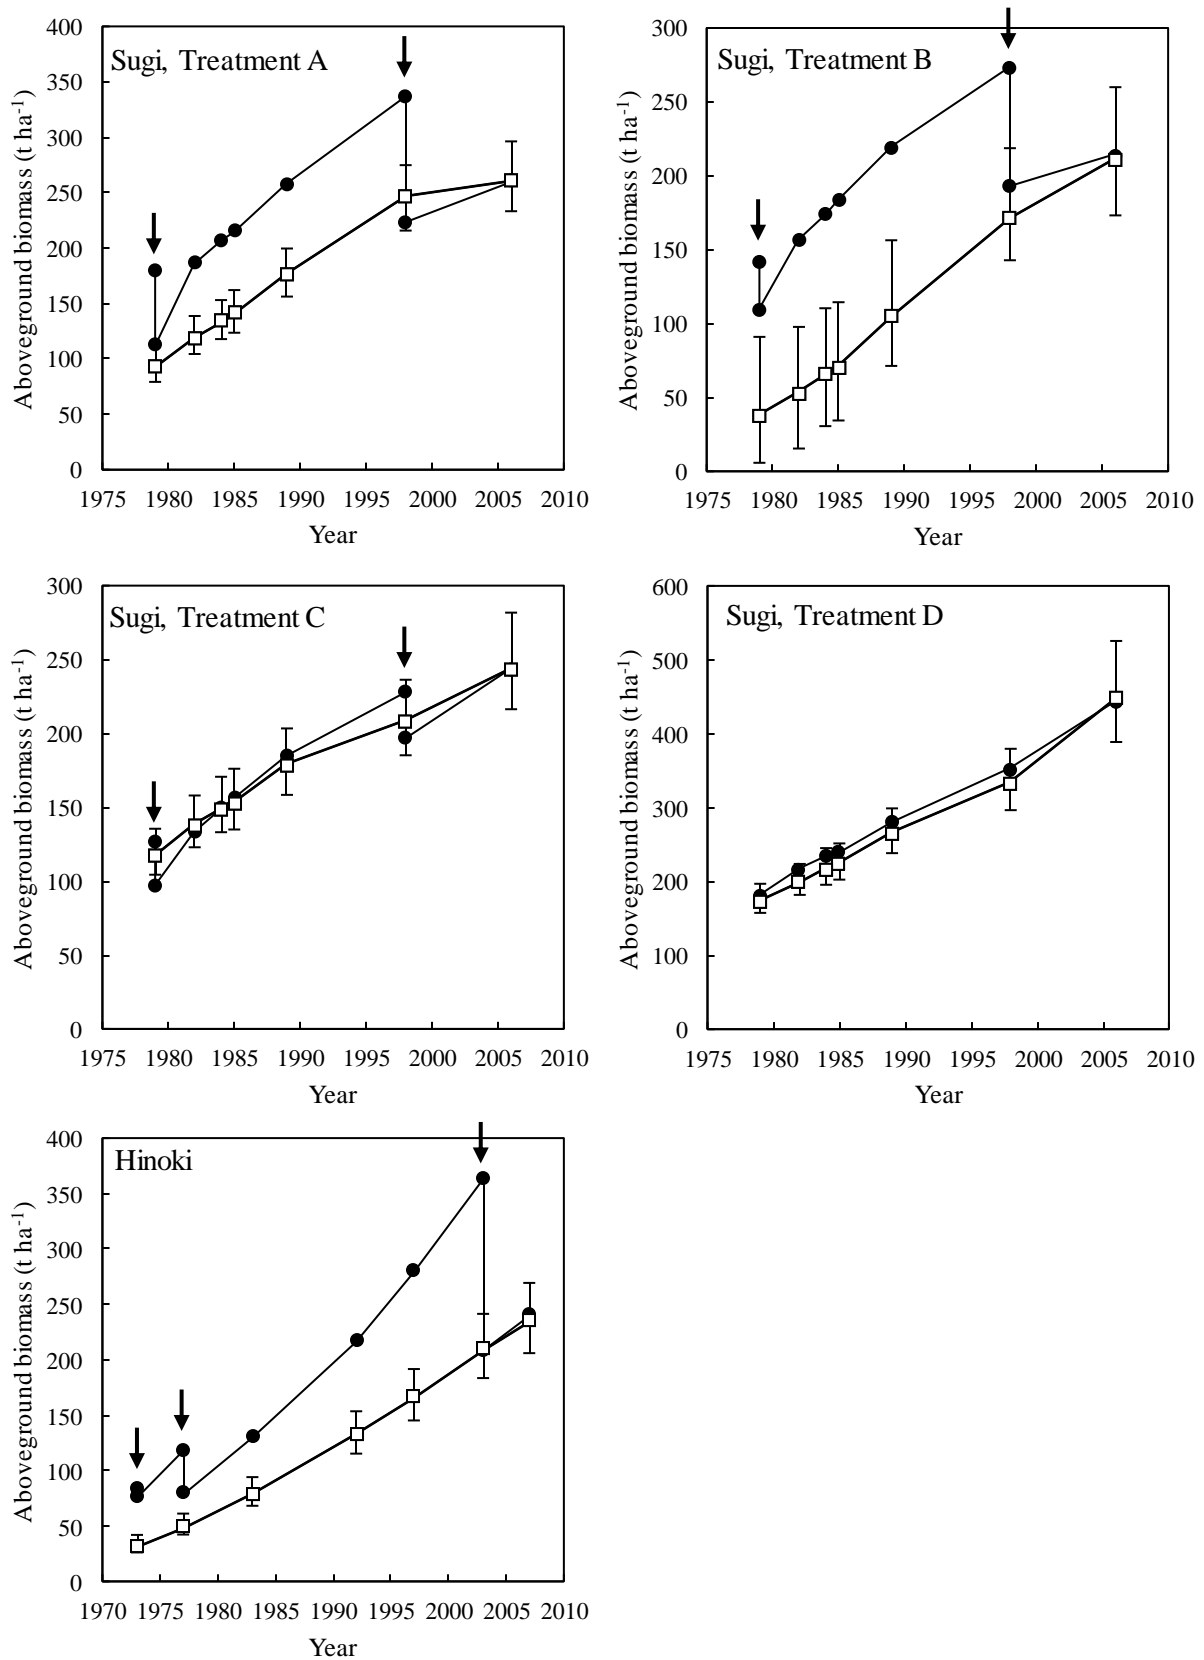 Sugi, Treatment A
Aboveground biomass (t ha⁻¹)
400
350
300
250
200
150
100
50
0
1975 1980 1985 1990 1995 2000 2005 2010
Year
Sugi, Treatment B
Aboveground biomass (t ha⁻¹)
300
250
200
150
100
50
0
1975 1980 1985 1990 1995 2000 2005 2010
Year
Sugi, Treatment C
Aboveground biomass (t ha⁻¹)
300
250
200
150
100
50
0
1975 1980 1985 1990 1995 2000 2005 2010
Year
Sugi, Treatment D
Aboveground biomass (t ha⁻¹)
600
500
400
300
200
100
0
1975 1980 1985 1990 1995 2000 2005 2010
Year
Hinoki
Aboveground biomass (t ha⁻¹)
400
350
300
250
200
150
100
50
0
1970 1975 1980 1985 1990 1995 2000 2005 2010
Year